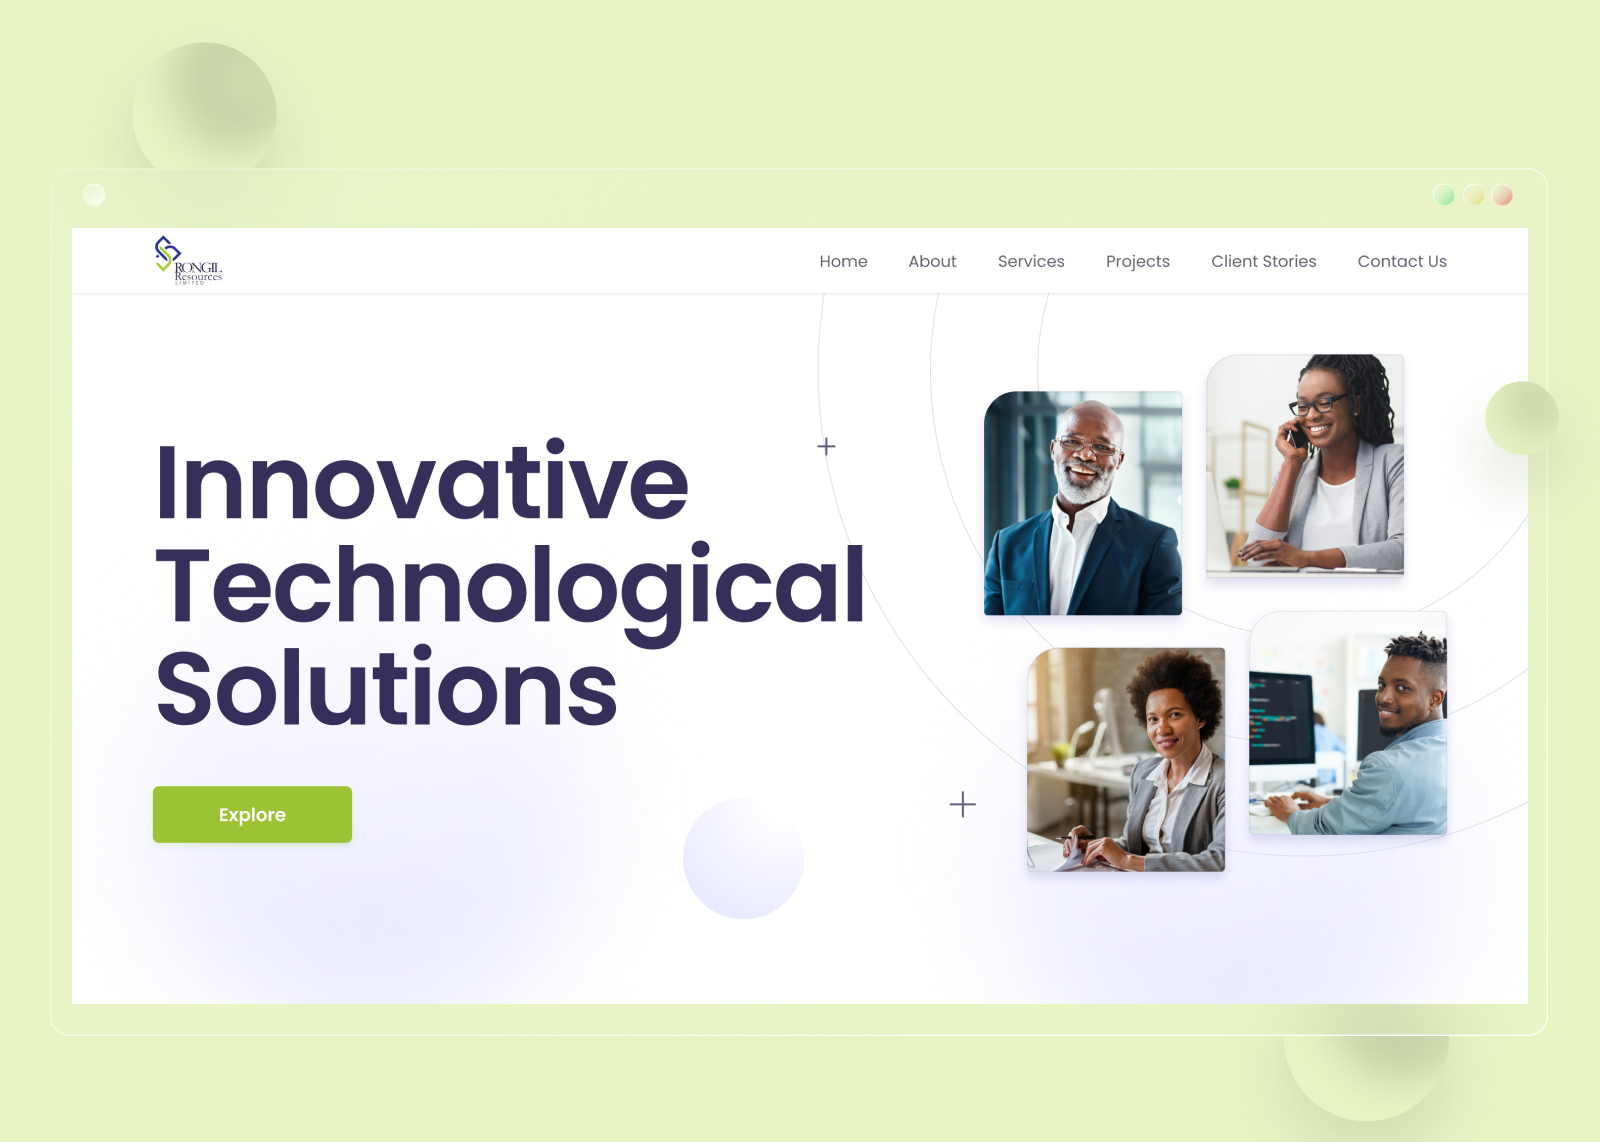 RONGIL
Resources
LIMITED
Home About Services Projects Client Stories Contact Us
Innovative
Technological
Solutions
Explore